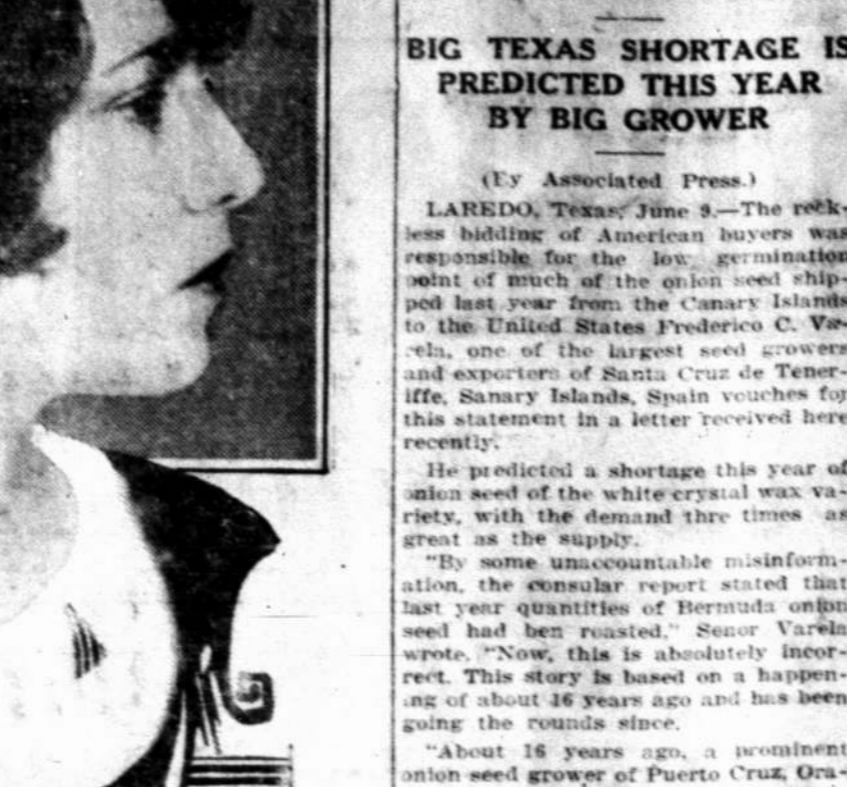 BIG TEXAS SHORTAGE IS
PREDICTED THIS YEAR
BY BIG GROWER
(By Associated Press.)
LAREDO, Texas, June 9.—The reck-
less bidding of American buyers was
responsible for the low germination
point of much of the onion seed ship-
ped last year from the Canary Islands
to the United States Frederico C. Va-
rela, one of the largest seed growers
and exporters of Santa Cruz de Tener-
iffe, Sanary Islands, Spain vouches for
this statement in a letter received here
recently.
He predicted a shortage this year of
onion seed of the white crystal wax va-
riety, with the demand thre times as
great as the supply.
"By some unaccountable misinform-
ation, the consular report stated that
last year quantities of Bermuda onion
seed had ben roasted," Senor Varela
wrote. "Now, this is absolutely incor-
rect. This story is based on a happen-
ing of about 16 years ago and has been
going the rounds since.
"About 16 years ago, a prominent
onion seed grower of Puerto Cruz, Ora-